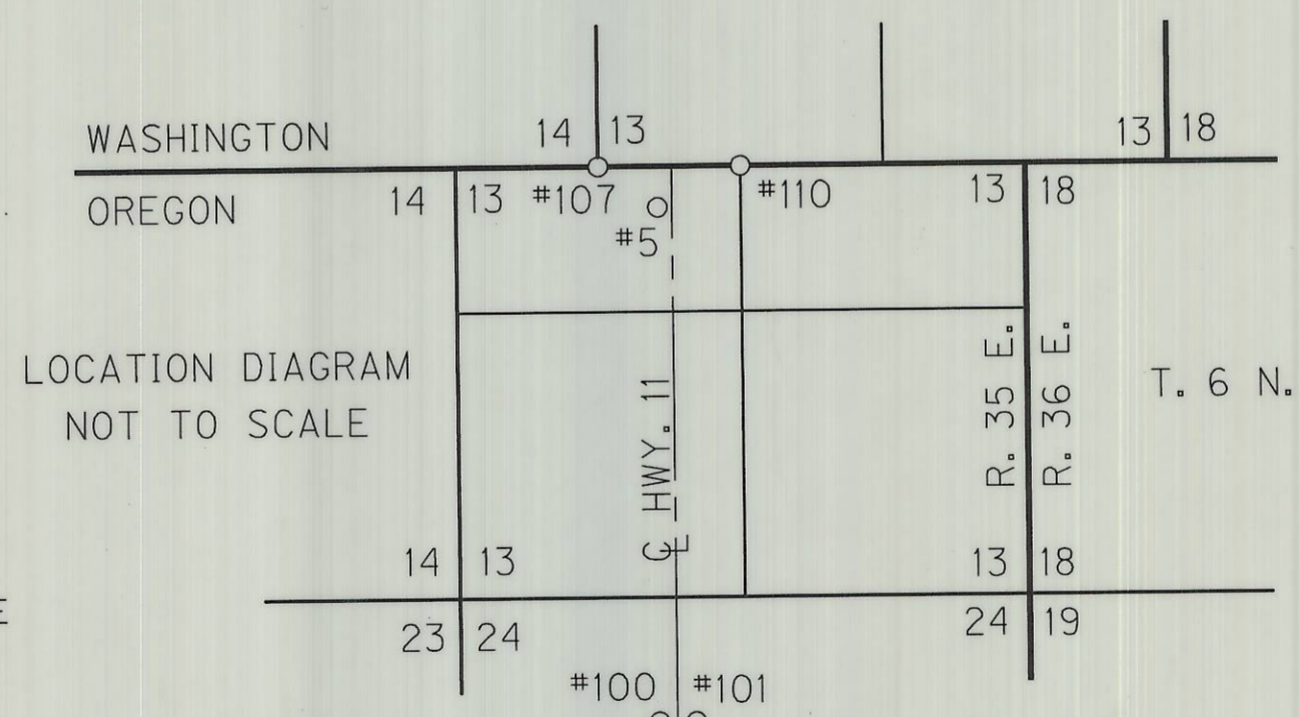 WASHINGTON 14 13 13 18
OREGON 14 13 #107 #110 13 18
#5
LOCATION DIAGRAM
NOT TO SCALE
℄ HWY. 11
R. 35 E.
R. 36 E.
T. 6 N.
14 13 13 18
E
23 24 24 19
#100 #101